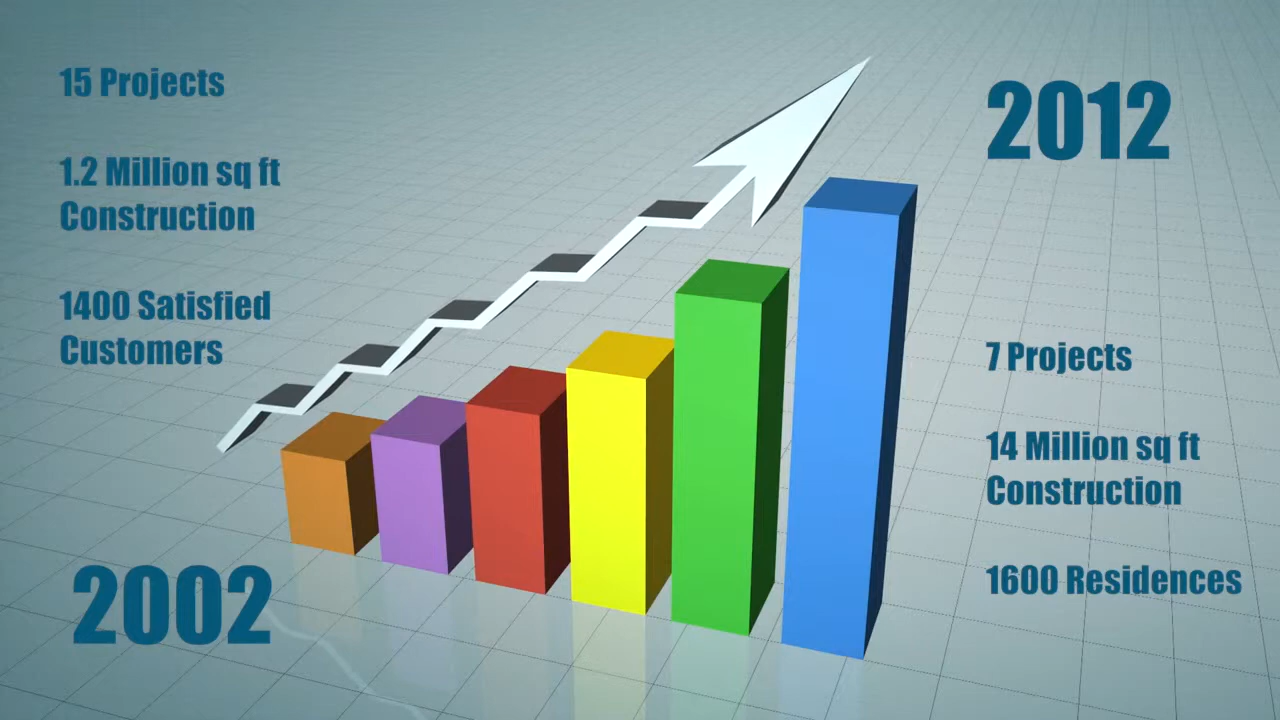 15 Projects
1.2 Million sq ft
Construction
1400 Satisfied
Customers
2002
2012
7 Projects
14 Million sq ft
Construction
1600 Residences